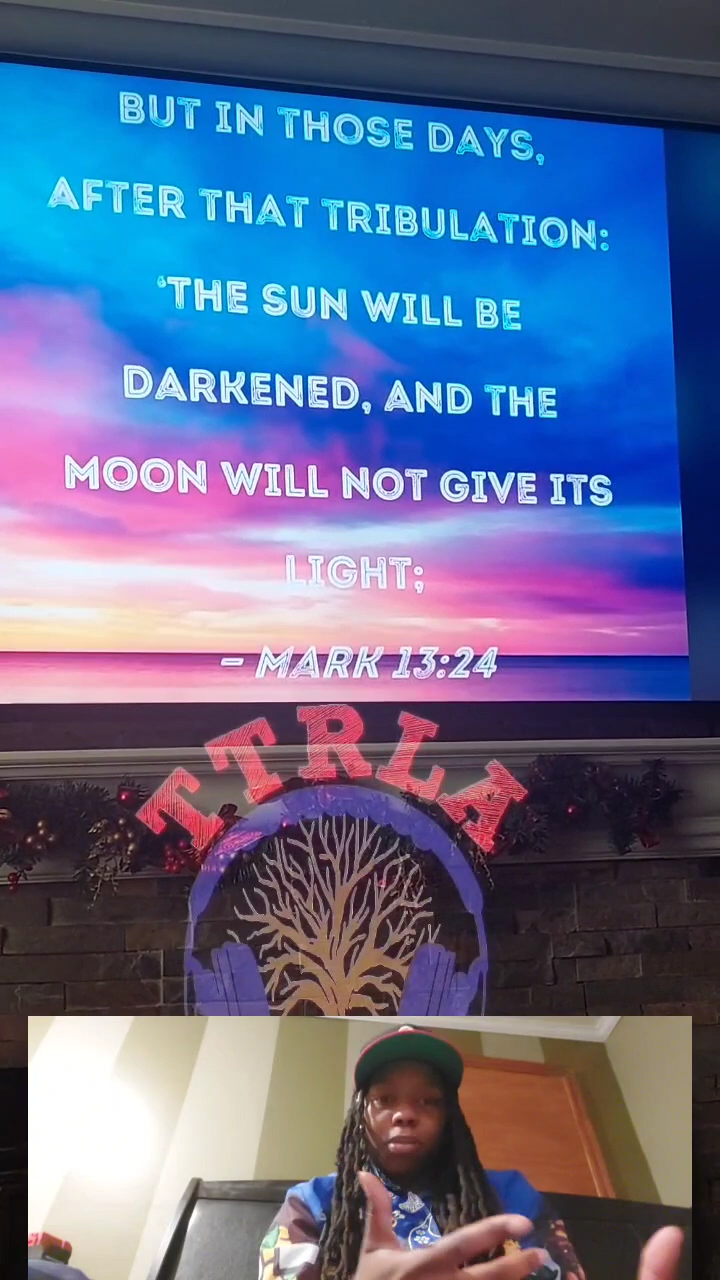 BUT IN THOSE DAYS,
AFTER THAT TRIBULATION:
‘THE SUN WILL BE
DARKENED, AND THE
MOON WILL NOT GIVE ITS
LIGHT;
– MARK 13:24
TTRLA